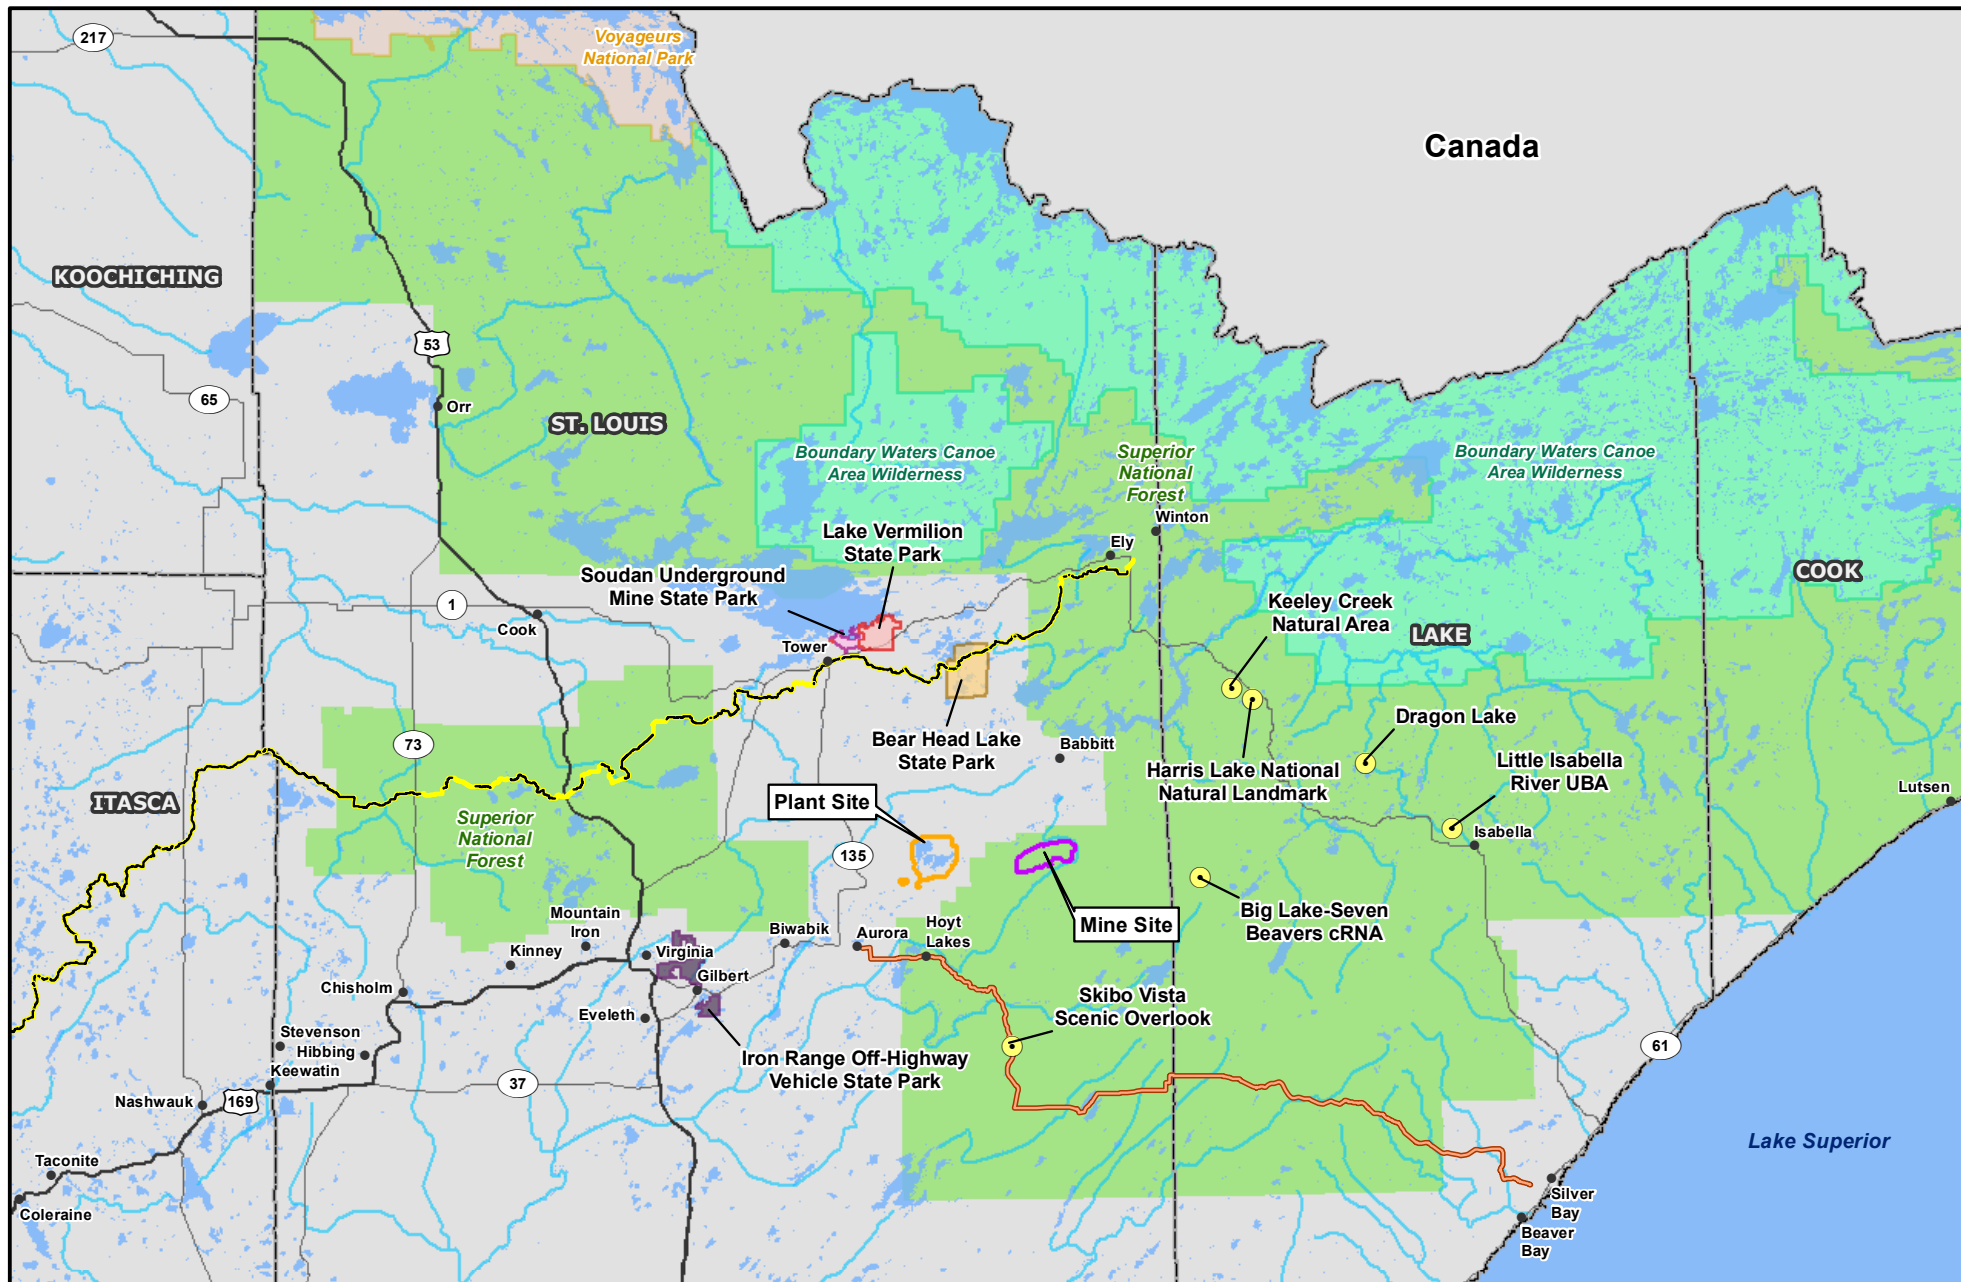 217
Voyageurs
National Park
Canada
KOOCHICHING
53
65
Orr
ST. LOUIS
Boundary Waters Canoe
Area Wilderness
Superior
National
Forest
Boundary Waters Canoe
Area Wilderness
Winton
Lake Vermilion
State Park
Ely
Soudan Underground
Mine State Park
COOK
1
Cook
Keeley Creek
Natural Area
LAKE
Tower
Dragon Lake
Bear Head Lake
State Park
73
Babbitt
Harris Lake National
Natural Landmark
Little Isabella
River UBA
ITASCA
Plant Site
Lutsen
Superior
National
Forest
Isabella
135
Mountain
Iron
Big Lake-Seven
Beavers cRNA
Mine Site
Biwabik
Aurora
Hoyt
Lakes
Kinney
Virginia
Gilbert
Chisholm
Skibo Vista
Scenic Overlook
Eveleth
Stevenson
Hibbing
Keewatin
61
Iron Range Off-Highway
Vehicle State Park
37
Nashwauk
169
Lake Superior
Taconite
Silver
Bay
Coleraine
Beaver
Bay